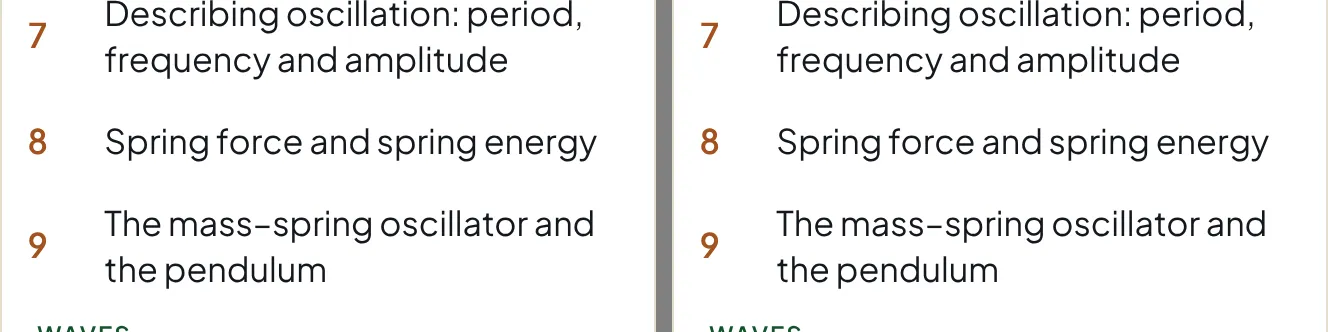 7 Describing oscillation: period,
frequency and amplitude
8 Spring force and spring energy
9 The mass–spring oscillator and
the pendulum
WAVES
7 Describing oscillation: period,
frequency and amplitude
8 Spring force and spring energy
9 The mass–spring oscillator and
the pendulum
WAVES